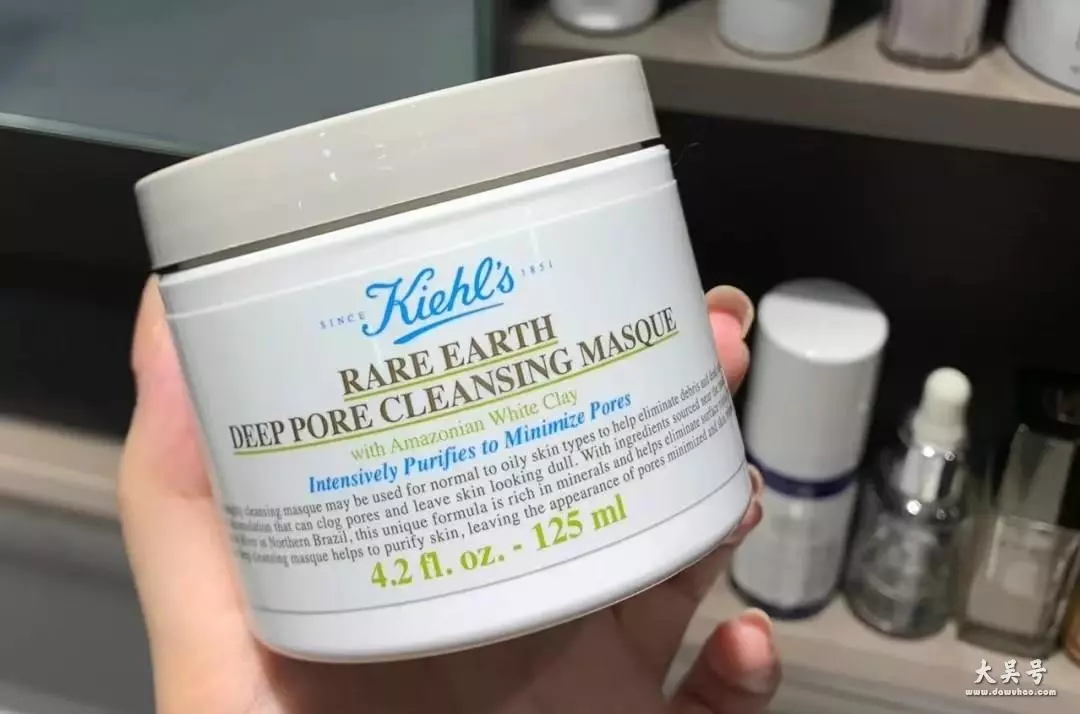 SINCE Kiehl's 1851
RARE EARTH
DEEP PORE CLEANSING MASQUE
with Amazonian White Clay
Intensively Purifies to Minimize Pores
cleansing masque may be used for normal to oily skin types to help eliminate debris and
that can clog pores and leave skin looking dull. With ingredients sourced near the
in Northern Brazil, this unique formula is rich in minerals and helps eliminate surface
cleansing masque helps to purify skin, leaving the appearance of pores minimized and
4.2 fl. oz. - 125 ml
大吴号
www.dawuhao.com